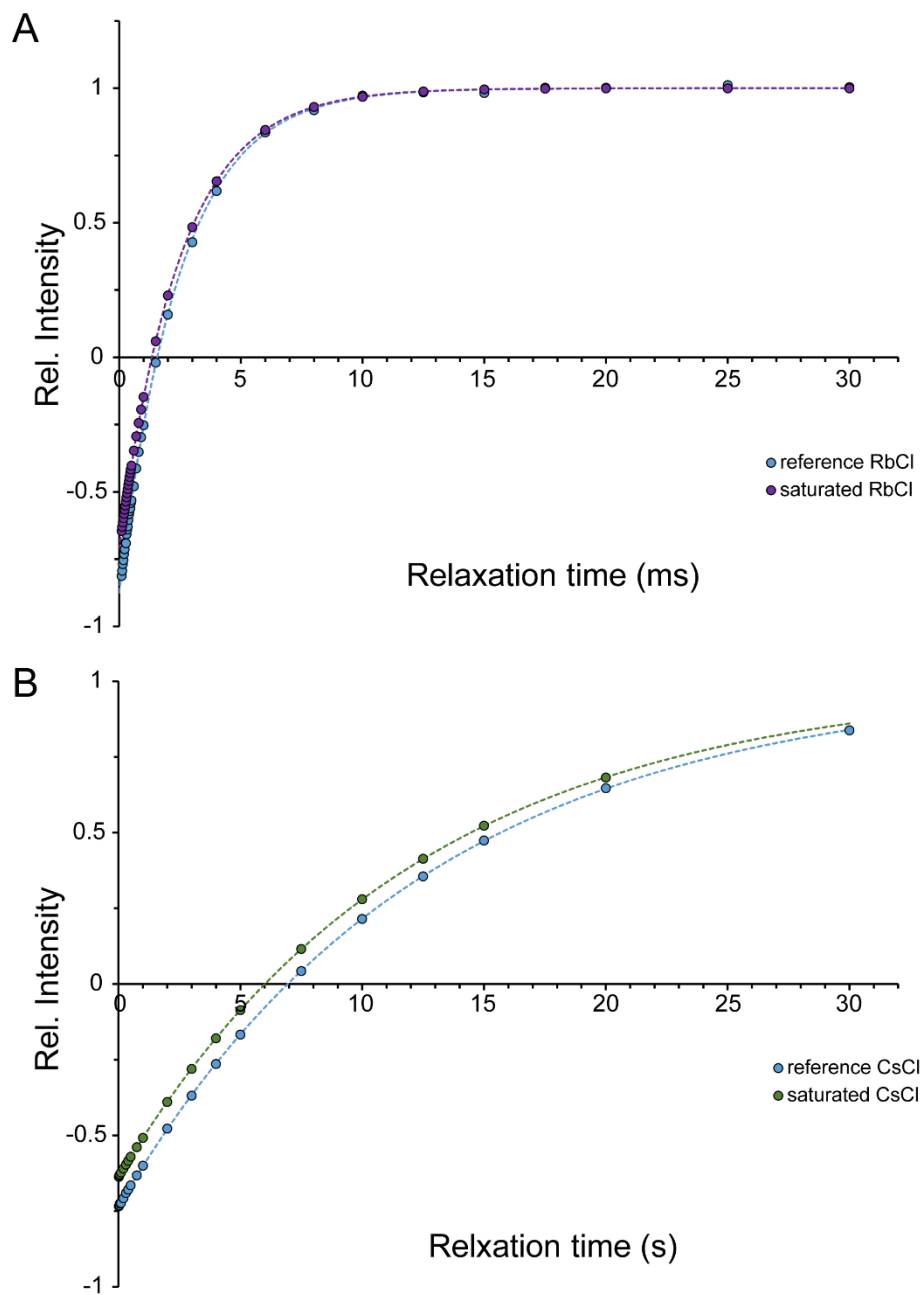 A
1
0.5
0
-0.5
-1
Rel. Intensity
0 5 10 15 20 25 30
reference RbCl
saturated RbCl
Relaxation time (ms)
B
1
0.5
0
-0.5
-1
Rel. Intensity
0 5 10 15 20 25 30
reference CsCl
saturated CsCl
Relxation time (s)